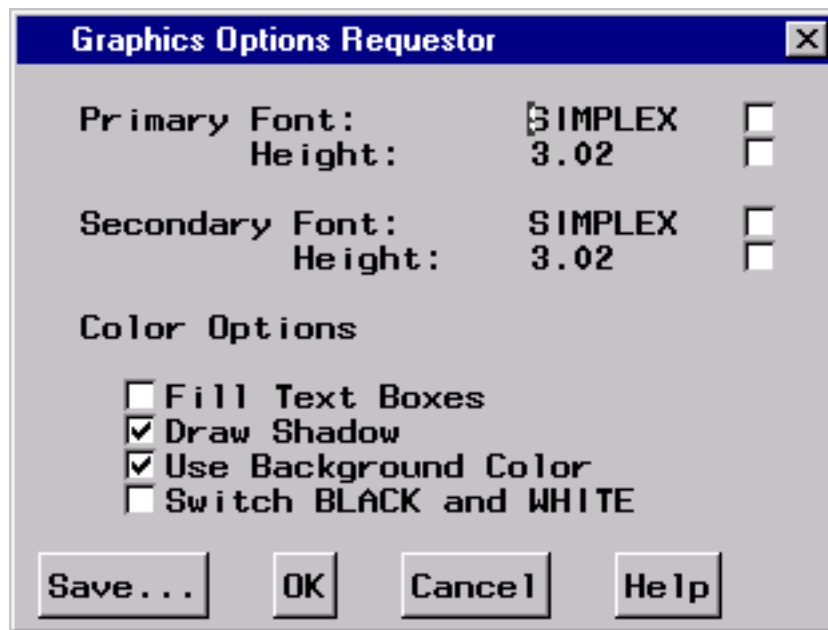 Graphics Options Requestor
Primary Font: SIMPLEX
Height: 3.02
Secondary Font: SIMPLEX
Height: 3.02
Color Options
Fill Text Boxes
Draw Shadow
Use Background Color
Switch BLACK and WHITE
Save... OK Cancel Help